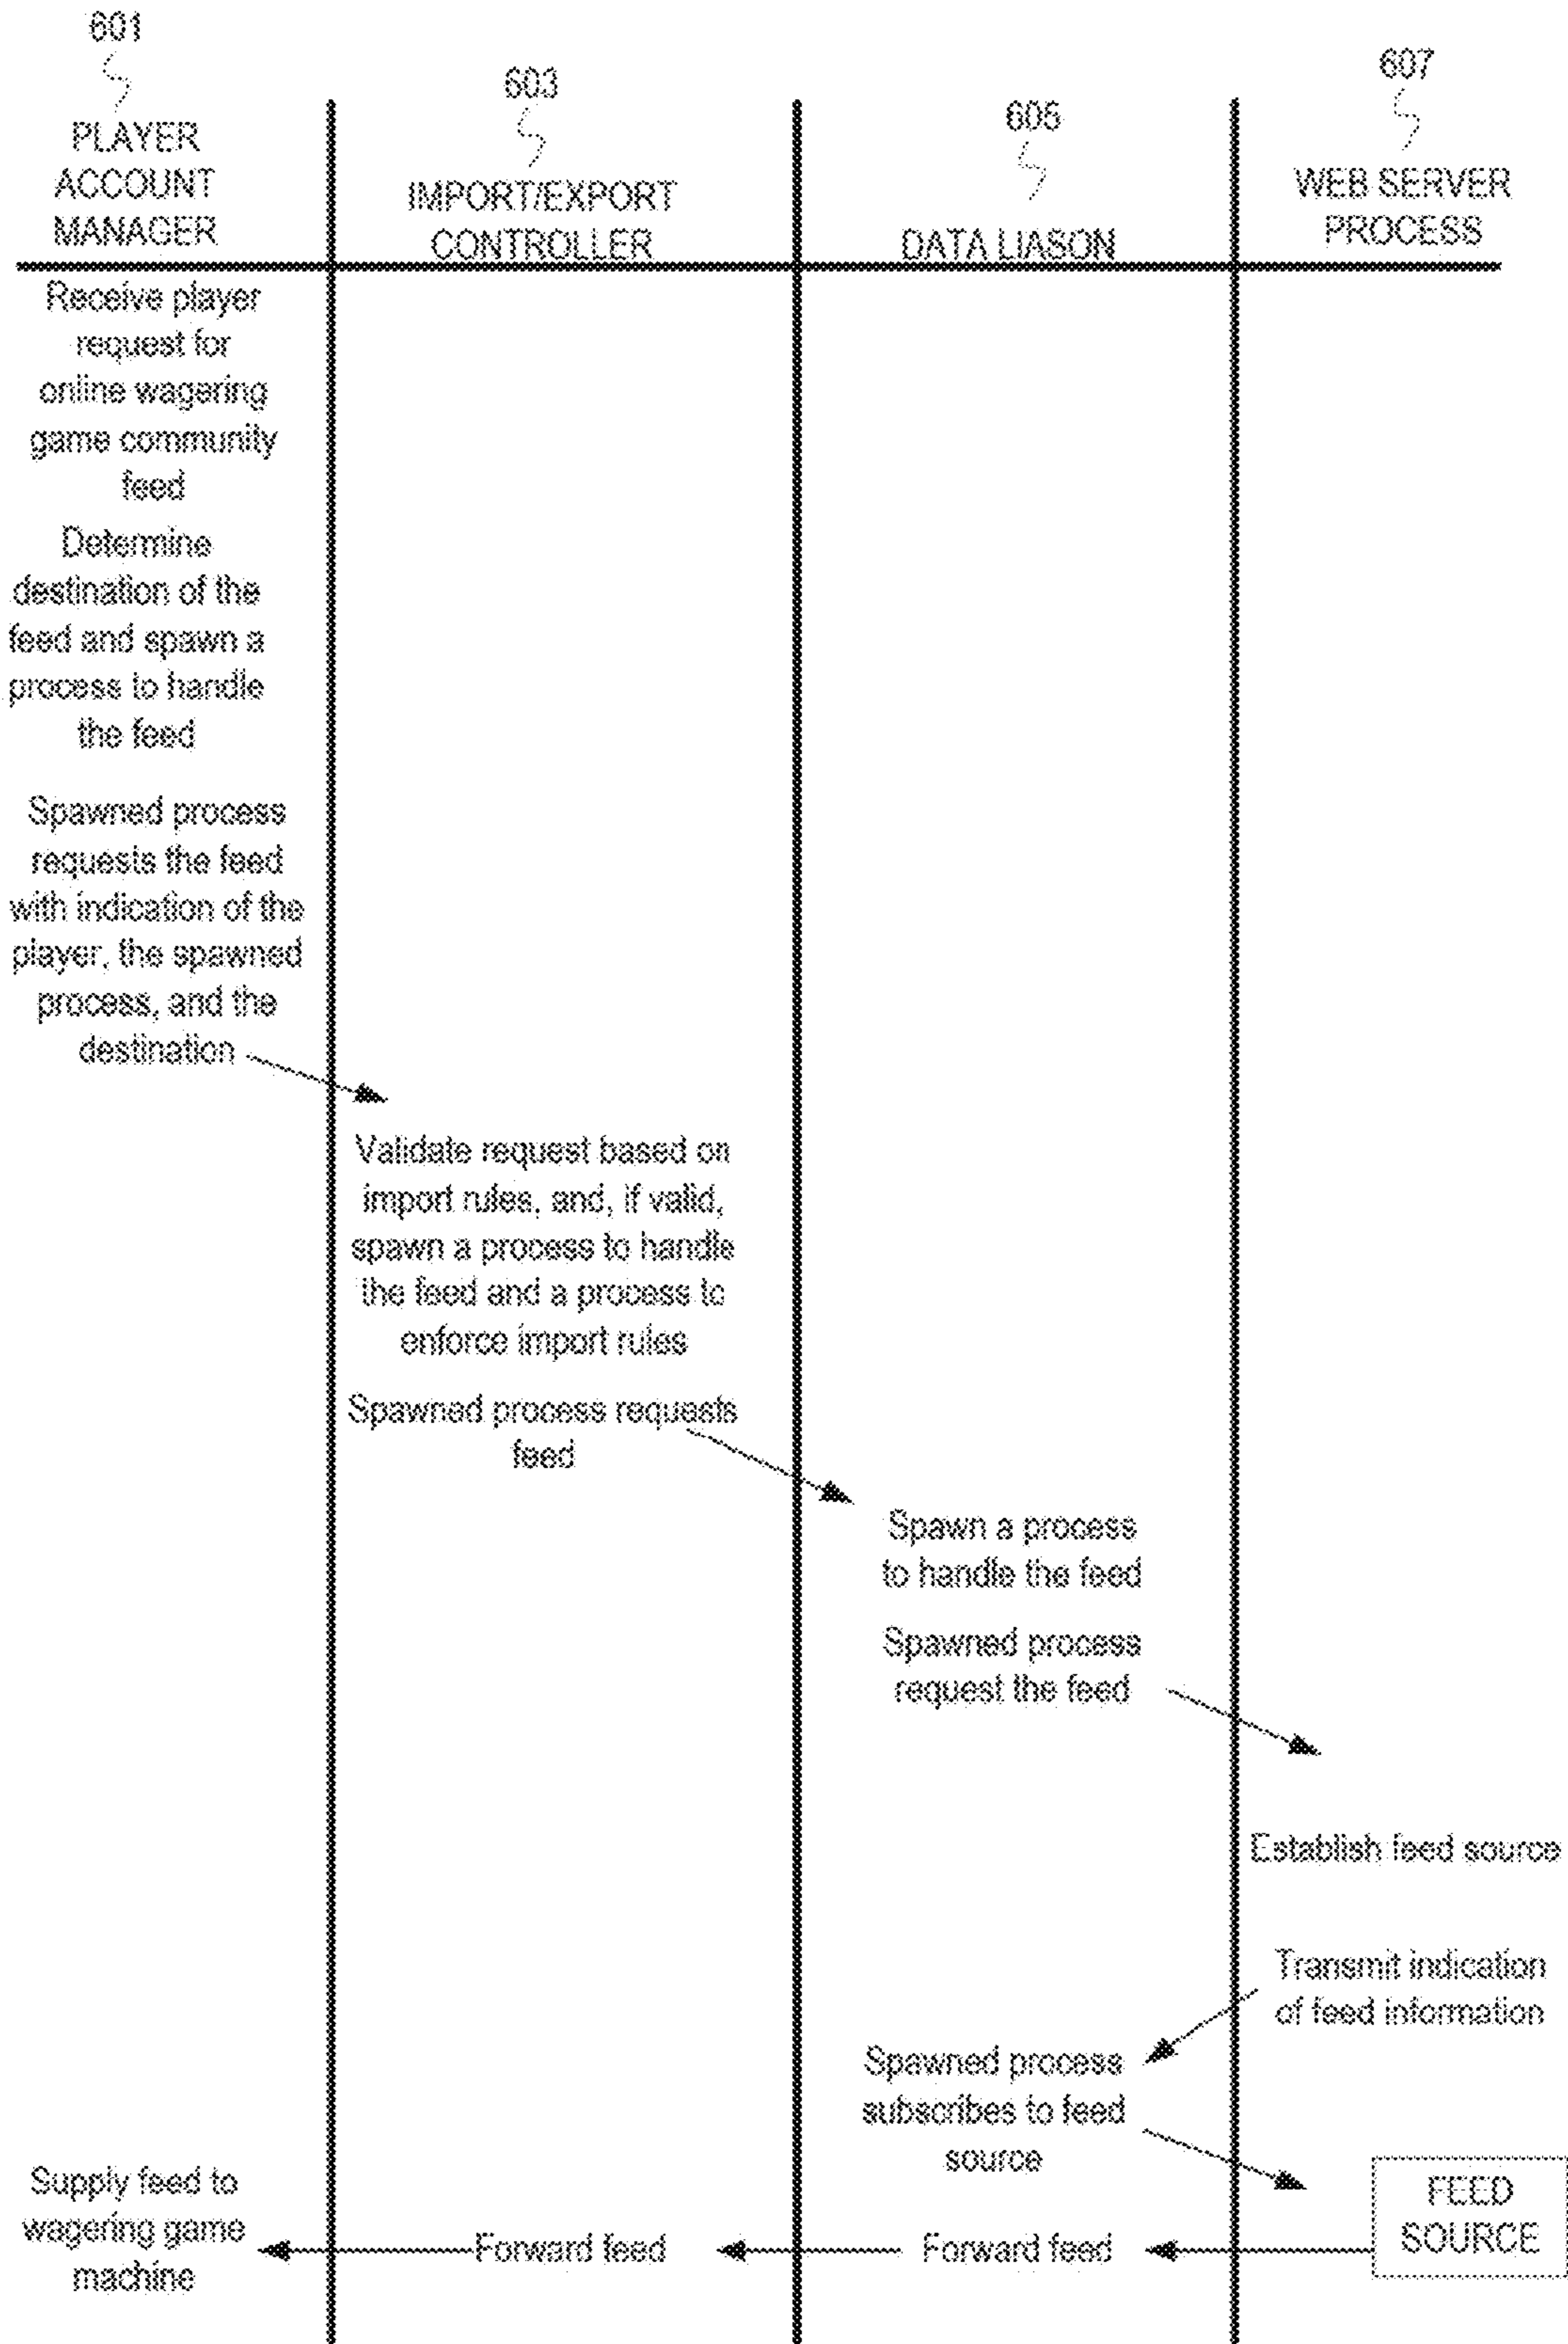 601
PLAYER
ACCOUNT
MANAGER
603
IMPORT/EXPORT
CONTROLLER
605
DATA LIASON
607
WEB SERVER
PROCESS
Receive player
request for
online wagering
game community
feed
Determine
destination of the
feed and spawn a
process to handle
the feed
Spawned process
requests the feed
with indication of the
player, the spawned
process, and the
destination
Validate request based on
import rules, and, if valid,
spawn a process to handle
the feed and a process to
enforce import rules
Spawned process requests
feed
Spawn a process
to handle the feed
Spawned process
request the feed
Establish feed source
Transmit indication
of feed information
Spawned process
subscribes to feed
source
FEED
SOURCE
Forward feed
Forward feed
Supply feed to
wagering game
machine